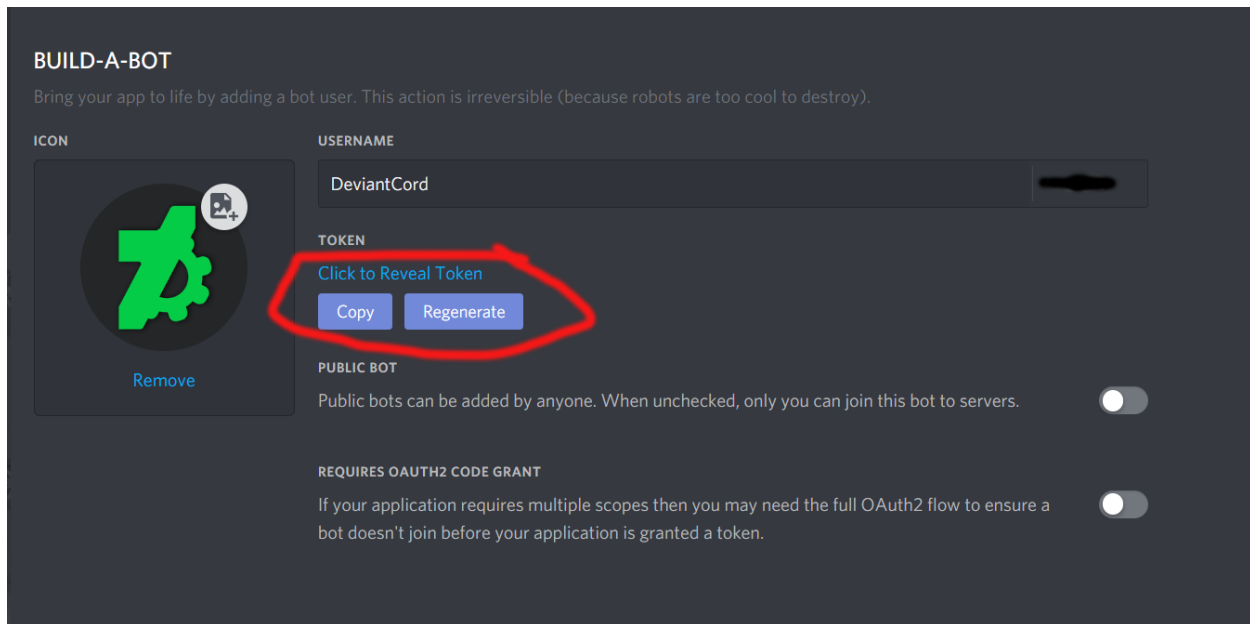 BUILD-A-BOT
Bring your app to life by adding a bot user. This action is irreversible (because robots are too cool to destroy).
ICON
USERNAME
DeviantCord
TOKEN
Click to Reveal Token
Copy
Regenerate
Remove
PUBLIC BOT
Public bots can be added by anyone. When unchecked, only you can join this bot to servers.
REQUIRES OAUTH2 CODE GRANT
If your application requires multiple scopes then you may need the full OAuth2 flow to ensure a
bot doesn't join before your application is granted a token.